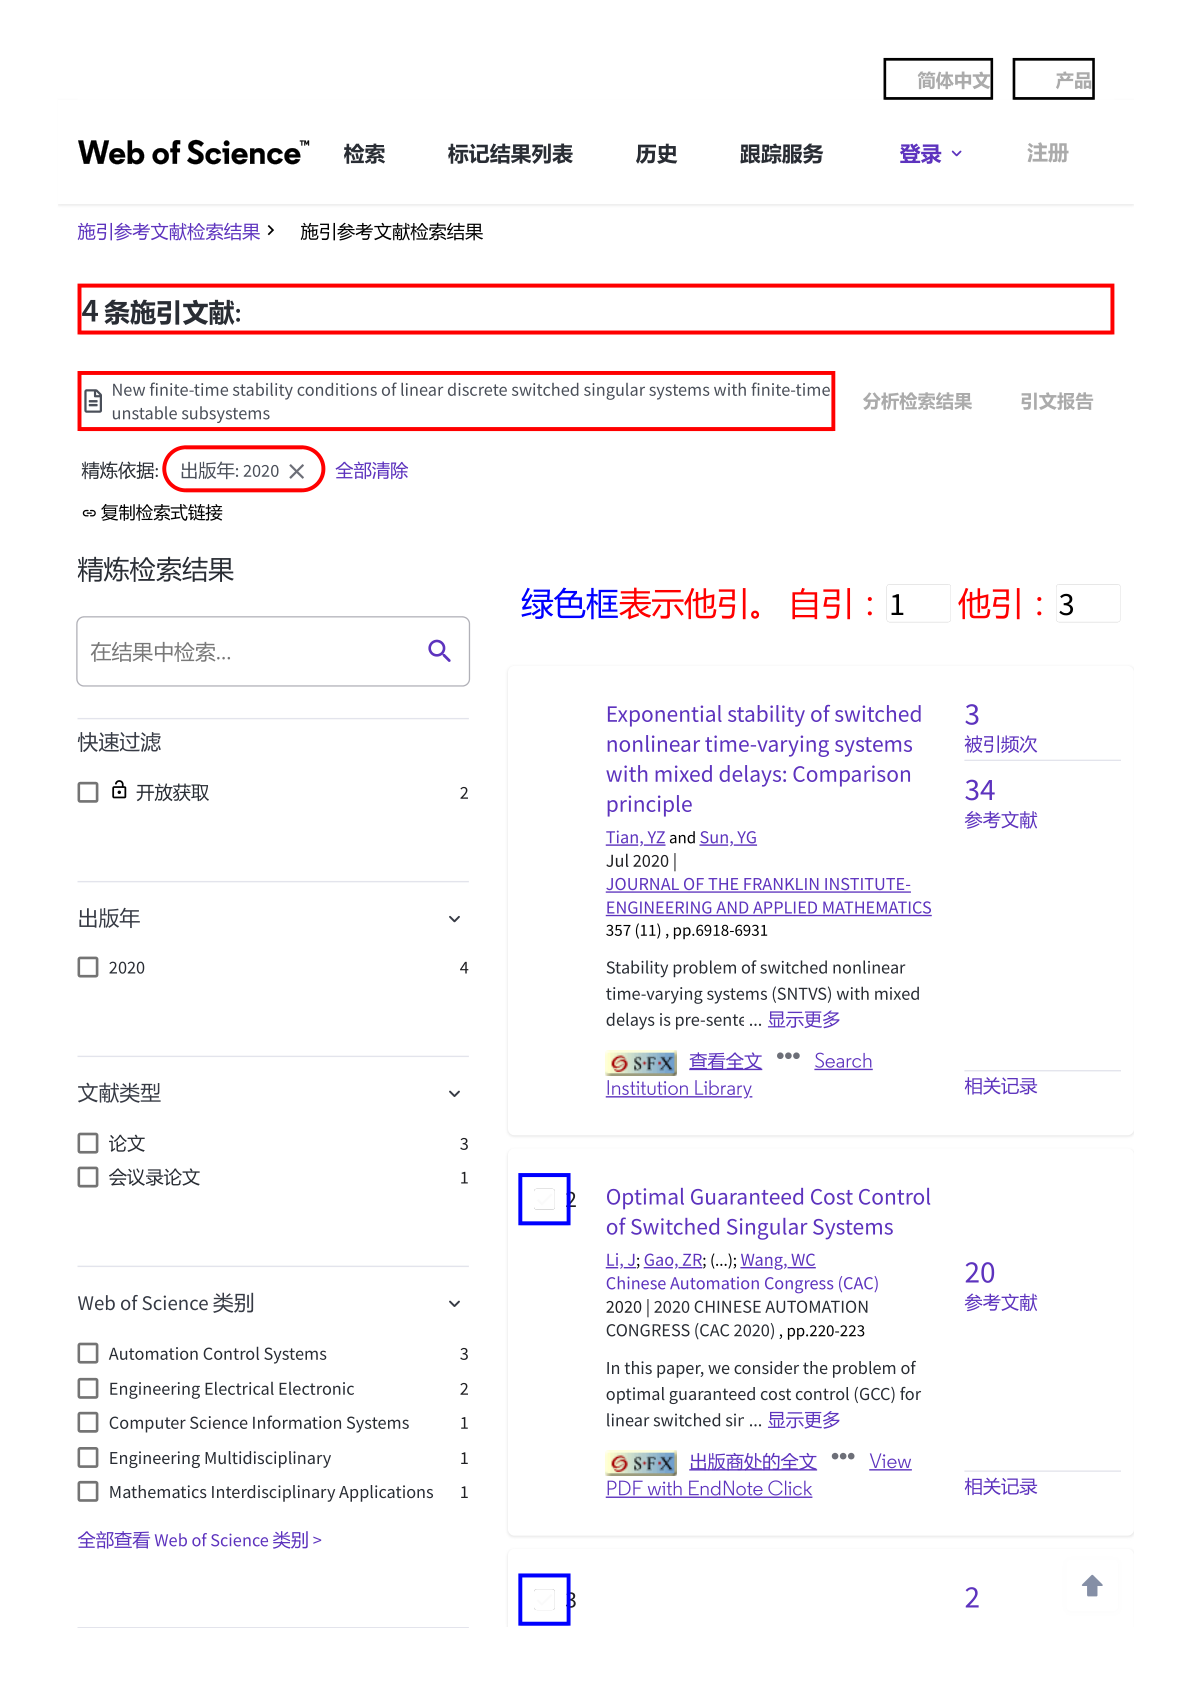 简体中文 产品
Web of Science™ 检索 标记结果列表 历史 跟踪服务 登录 注册
施引参考文献检索结果 > 施引参考文献检索结果
4 条施引文献:
New finite-time stability conditions of linear discrete switched singular systems with finite-time
unstable subsystems
分析检索结果 引文报告
精炼依据: 出版年: 2020 × 全部清除
复制检索式链接
精炼检索结果
在结果中检索...
快速过滤
开放获取 2
出版年
2020 4
文献类型
论文 3
会议录论文 1
Web of Science 类别
Automation Control Systems 3
Engineering Electrical Electronic 2
Computer Science Information Systems 1
Engineering Multidisciplinary 1
Mathematics Interdisciplinary Applications 1
全部查看 Web of Science 类别 >
绿色框表示他引。 自引：1 他引：3
Exponential stability of switched
nonlinear time-varying systems
with mixed delays: Comparison
principle
Tian, YZ and Sun, YG
Jul 2020 |
JOURNAL OF THE FRANKLIN INSTITUTE-
ENGINEERING AND APPLIED MATHEMATICS
357 (11) , pp.6918-6931
Stability problem of switched nonlinear
time-varying systems (SNTVS) with mixed
delays is pre-sente ... 显示更多
S·F·X 查看全文 ••• Search
Institution Library
3
被引频次
34
参考文献
相关记录
2
Optimal Guaranteed Cost Control
of Switched Singular Systems
Li, J; Gao, ZR; (...); Wang, WC
Chinese Automation Congress (CAC)
2020 | 2020 CHINESE AUTOMATION
CONGRESS (CAC 2020) , pp.220-223
In this paper, we consider the problem of
optimal guaranteed cost control (GCC) for
linear switched sir ... 显示更多
S·F·X 出版商处的全文 ••• View
PDF with EndNote Click
20
参考文献
相关记录
3
2